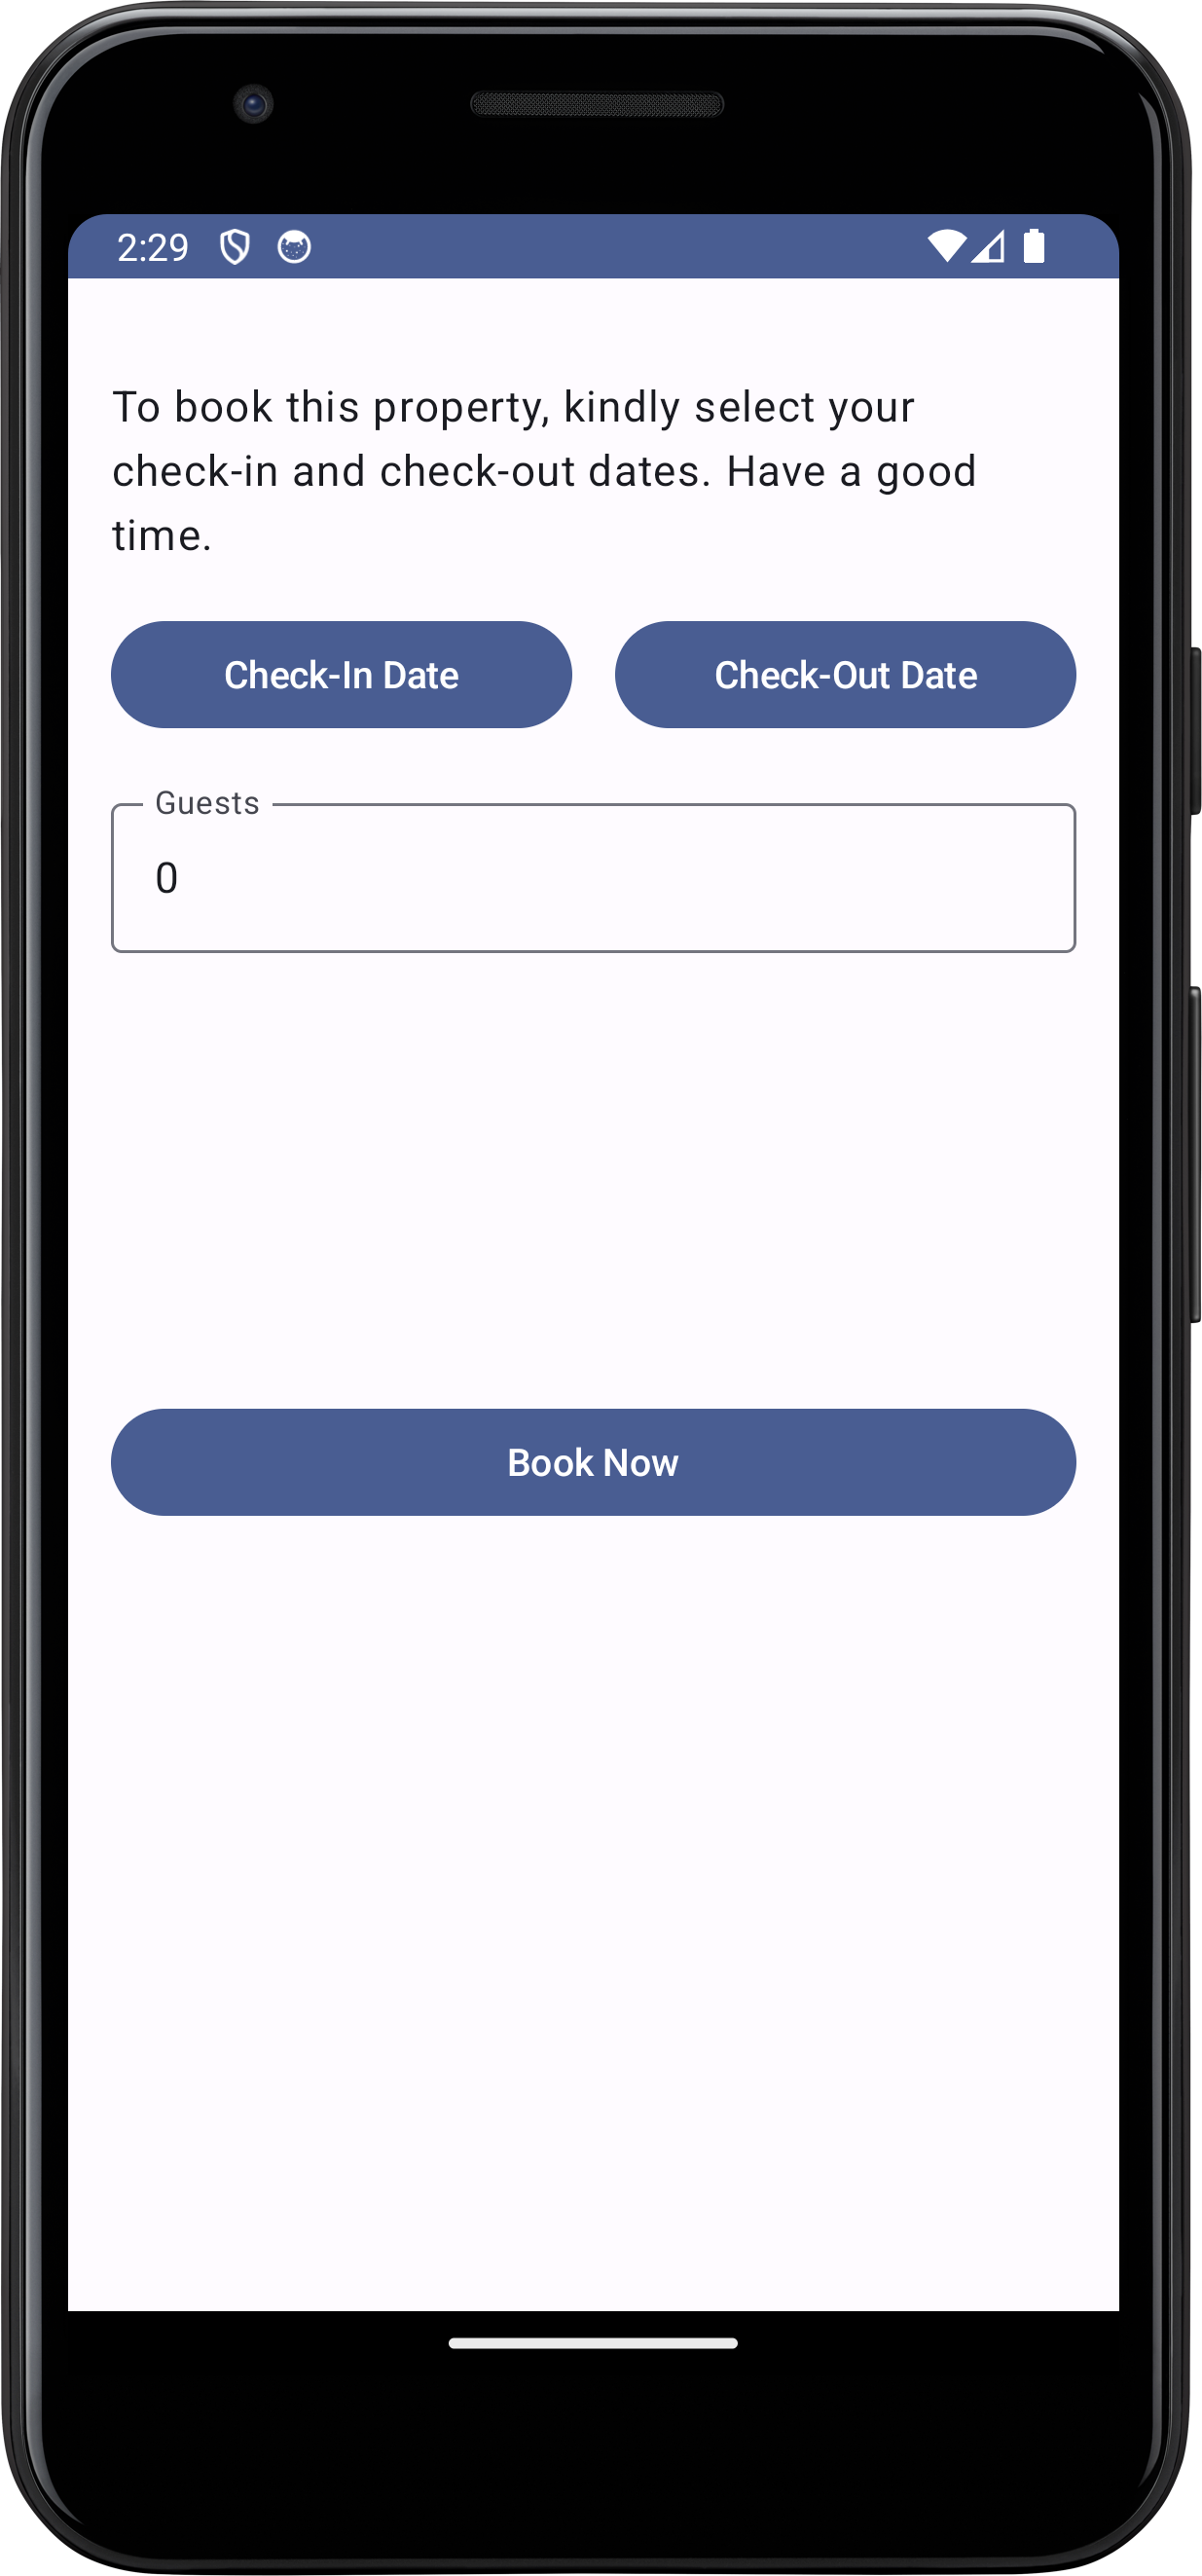 2:29
To book this property, kindly select your
check-in and check-out dates. Have a good
time.
Check-In Date
Check-Out Date
Guests
0
Book Now